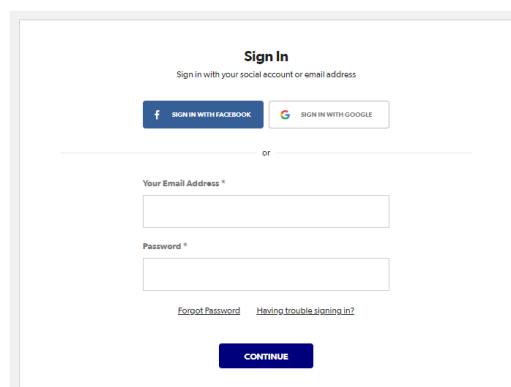 Sign In
Sign in with your social account or email address
SIGN IN WITH FACEBOOK
SIGN IN WITH GOOGLE
or
Your Email Address *
Password *
Forgot Password
Having trouble signing in?
CONTINUE